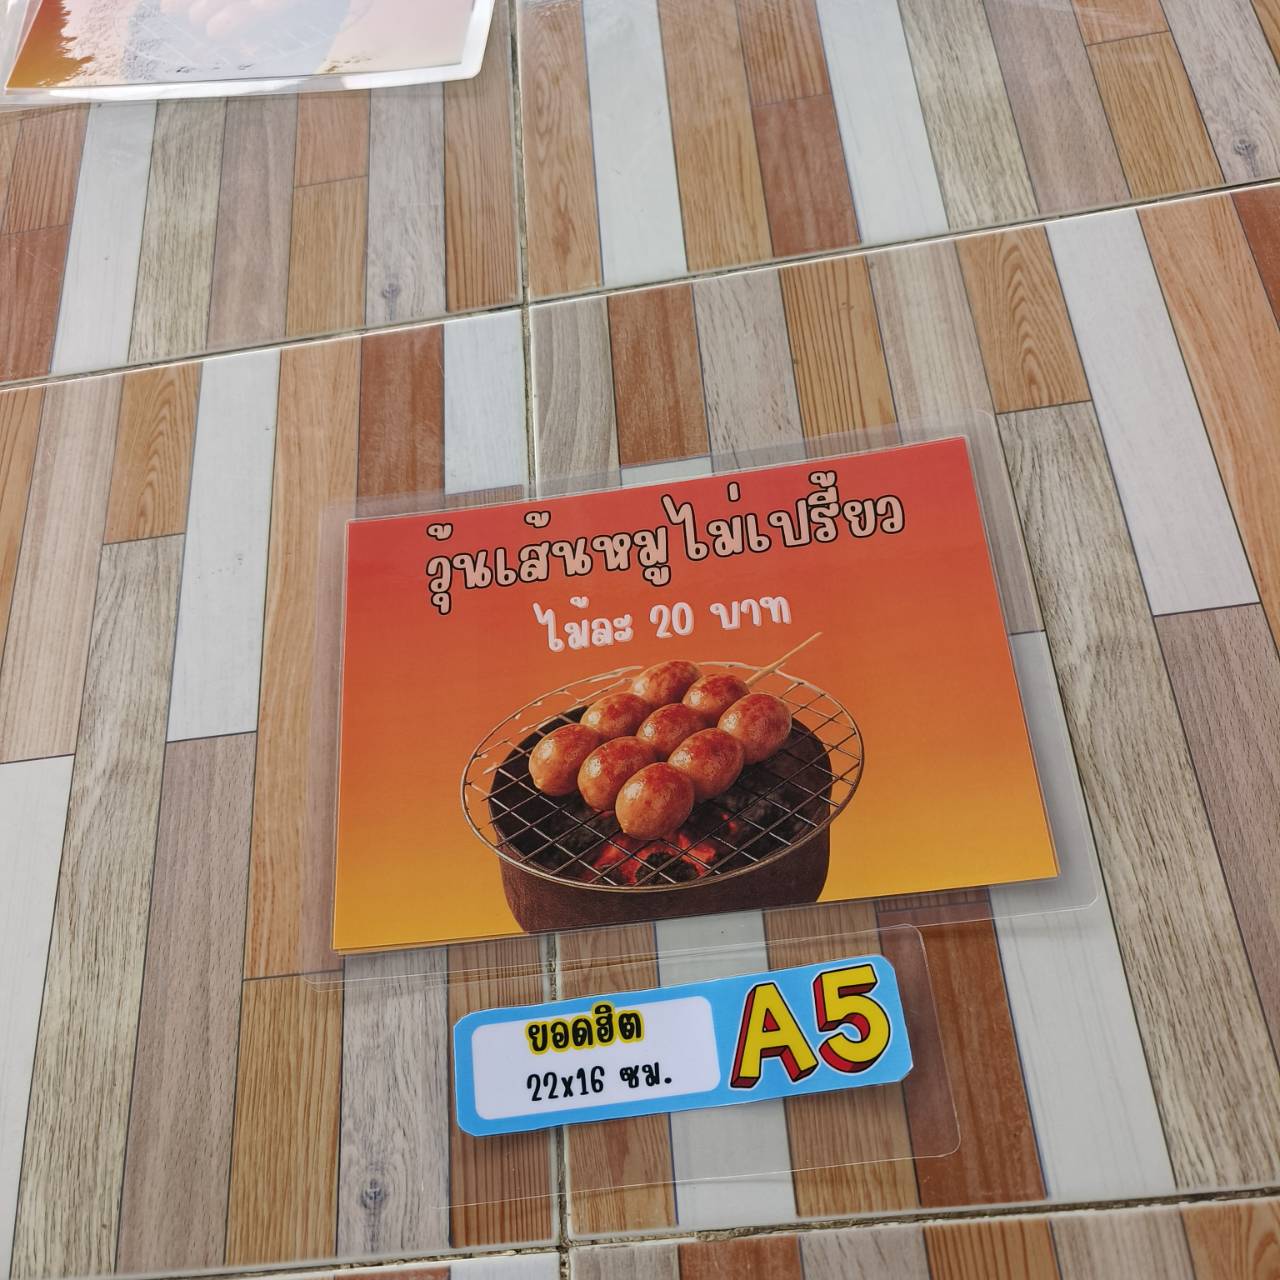 วุ้นเส้นหมูไม่เปรี้ยว
ไม้ละ 20 บาท
ยอดฮิต
22x16 ซม.
A5